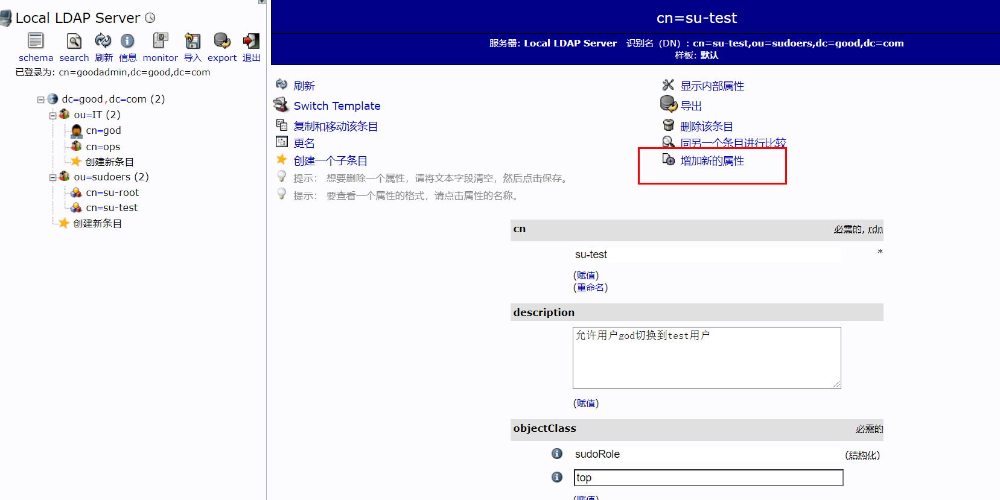 Local LDAP Server
schema search 刷新 信息 monitor 导入 export 退出
已登录为: cn=goodadmin,dc=good,dc=com
dc=good,dc=com (2)
ou=IT (2)
cn=god
cn=ops
创建新条目
ou=sudoers (2)
cn=su-root
cn=su-test
创建新条目
cn=su-test
服务器: Local LDAP Server 识别名（DN）: cn=su-test,ou=sudoers,dc=good,dc=com
样板: 默认
刷新
显示内部属性
Switch Template
导出
复制和移动该条目
删除该条目
更名
同另一个条目进行比较
创建一个子条目
增加新的属性
提示: 想要删除一个属性，请将文本字段清空，然后点击保存。
提示: 要查看一个属性的格式，请点击属性的名称。
cn 必需的, rdn
su-test *
(赋值)
(重命名)
description
允许用户god切换到test用户
(赋值)
objectClass 必需的
sudoRole (结构化)
top
(赋值)